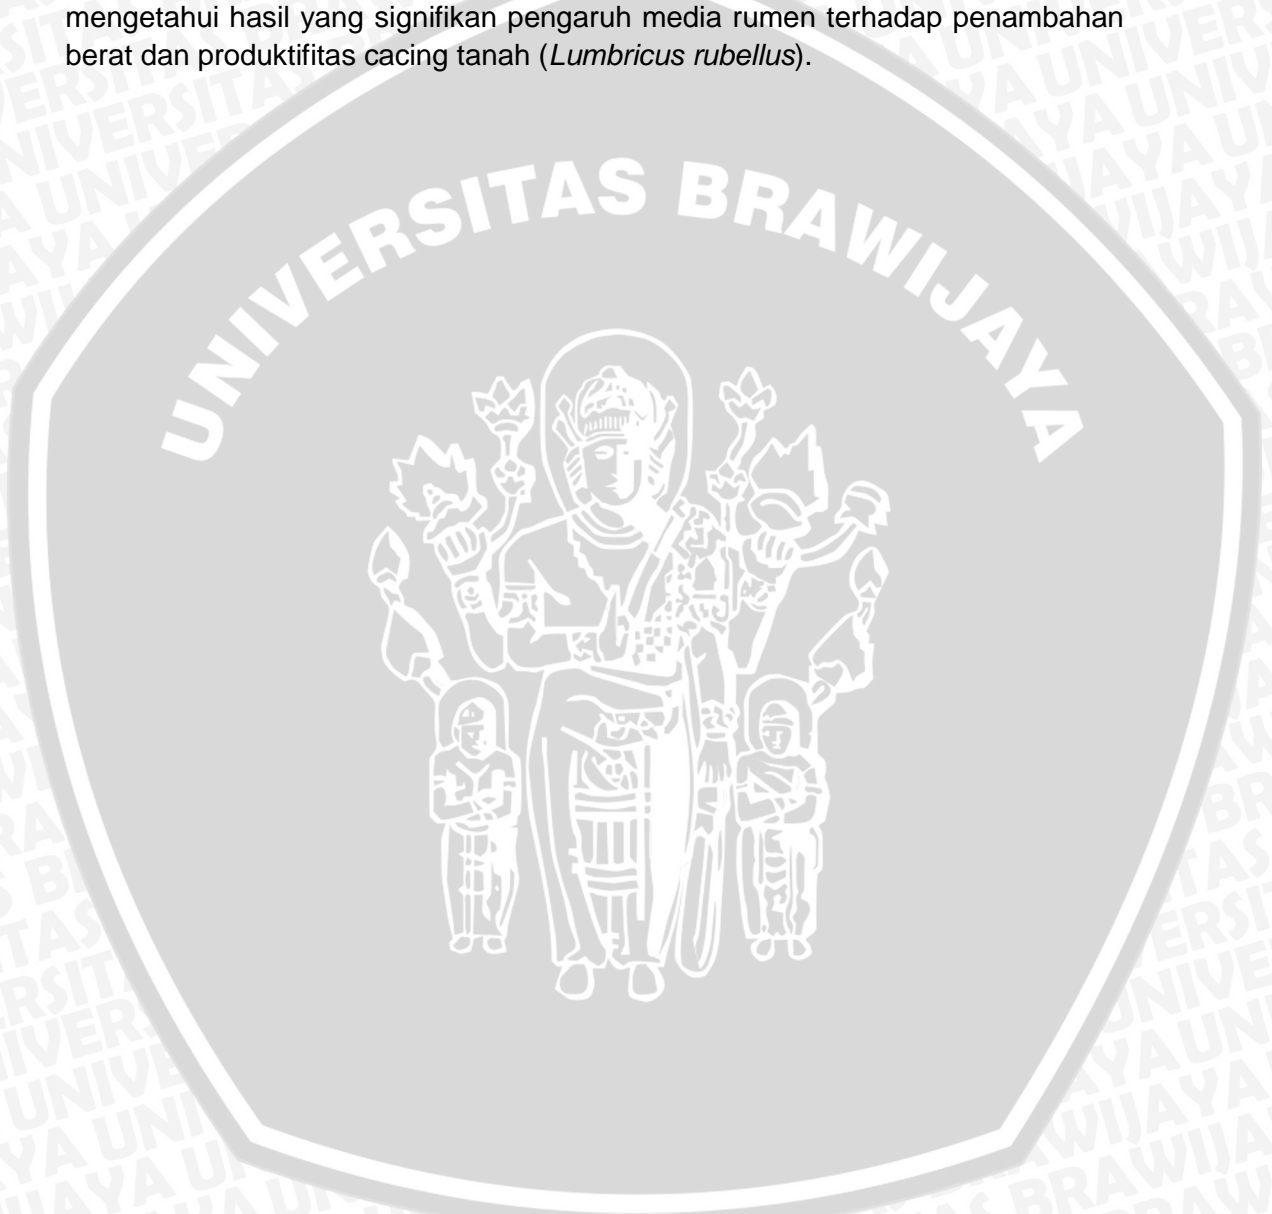 mengetahui hasil yang signifikan pengaruh media rumen terhadap penambahan
berat dan produktifitas cacing tanah (Lumbricus rubellus).
UNIVERSITAS BRAWIJAYA